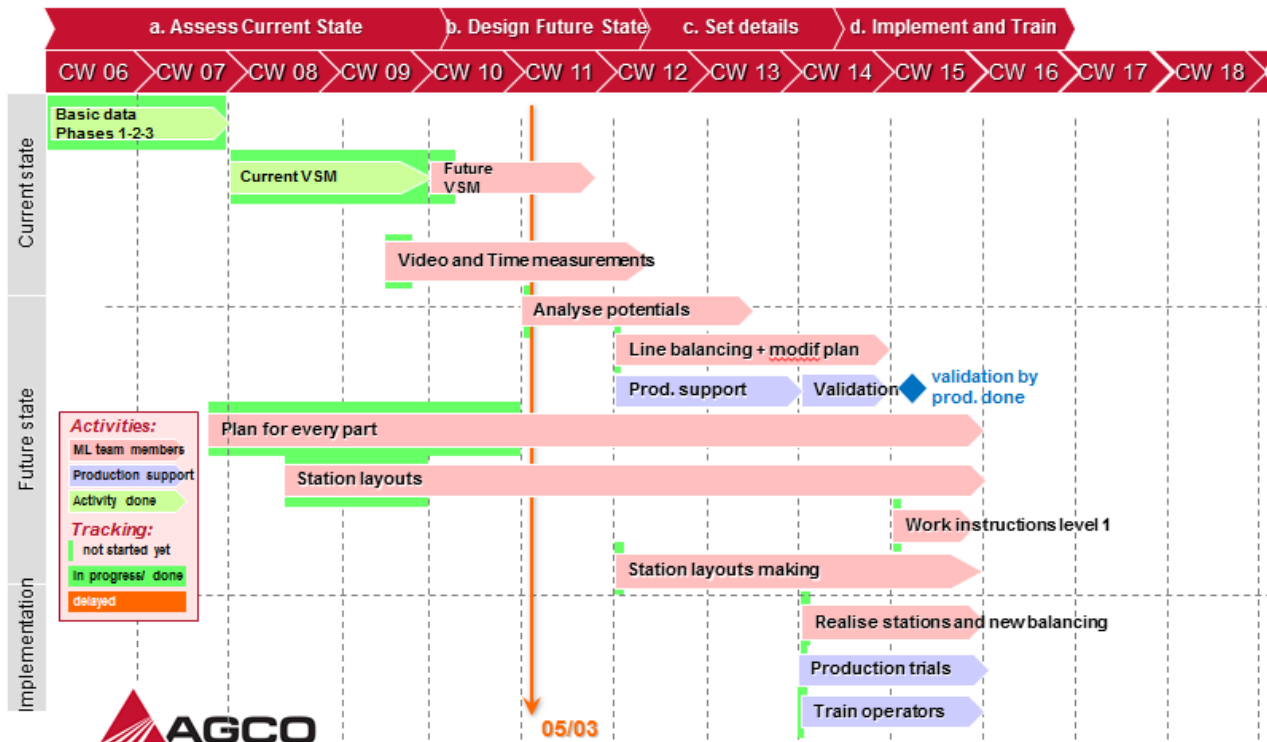 a. Assess Current State
b. Design Future State
c. Set details
d. Implement and Train
CW 06
CW 07
CW 08
CW 09
CW 10
CW 11
CW 12
CW 13
CW 14
CW 15
CW 16
CW 17
CW 18
Current state
Basic data
Phases 1-2-3
Current VSM
Future
VSM
Video and Time measurements
Future state
Analyse potentials
Line balancing + modif plan
Prod. support
Validation
validation by
prod. done
Plan for every part
Station layouts
Work instructions level 1
Station layouts making
Activities:
ML team members
Production support
Activity done
Tracking:
not started yet
In progress/ done
delayed
Implementation
Realise stations and new balancing
Production trials
Train operators
05/03
AGCO